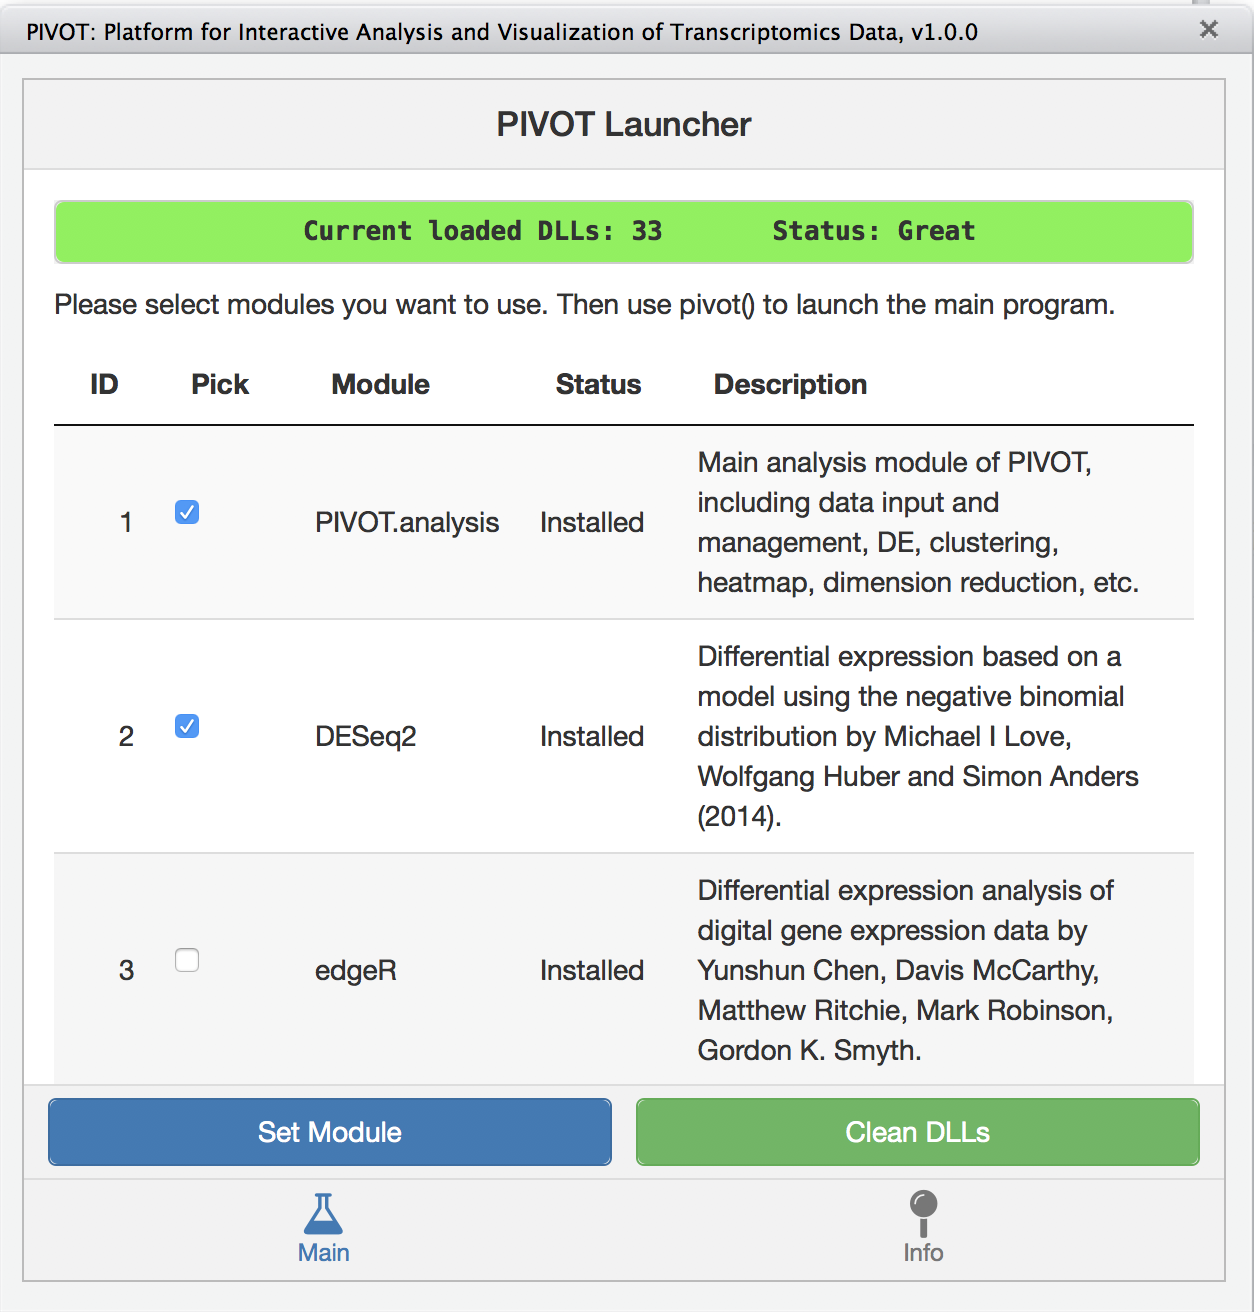 PIVOT: Platform for Interactive Analysis and Visualization of Transcriptomics Data, v1.0.0
PIVOT Launcher
Current loaded DLLs: 33 Status: Great
Please select modules you want to use. Then use pivot() to launch the main program.
ID Pick Module Status Description
1 PIVOT.analysis Installed
Main analysis module of PIVOT,
including data input and
management, DE, clustering,
heatmap, dimension reduction, etc.
2 DESeq2 Installed
Differential expression based on a
model using the negative binomial
distribution by Michael I Love,
Wolfgang Huber and Simon Anders
(2014).
3 edgeR Installed
Differential expression analysis of
digital gene expression data by
Yunshun Chen, Davis McCarthy,
Matthew Ritchie, Mark Robinson,
Gordon K. Smyth.
Set Module Clean DLLs
Main Info